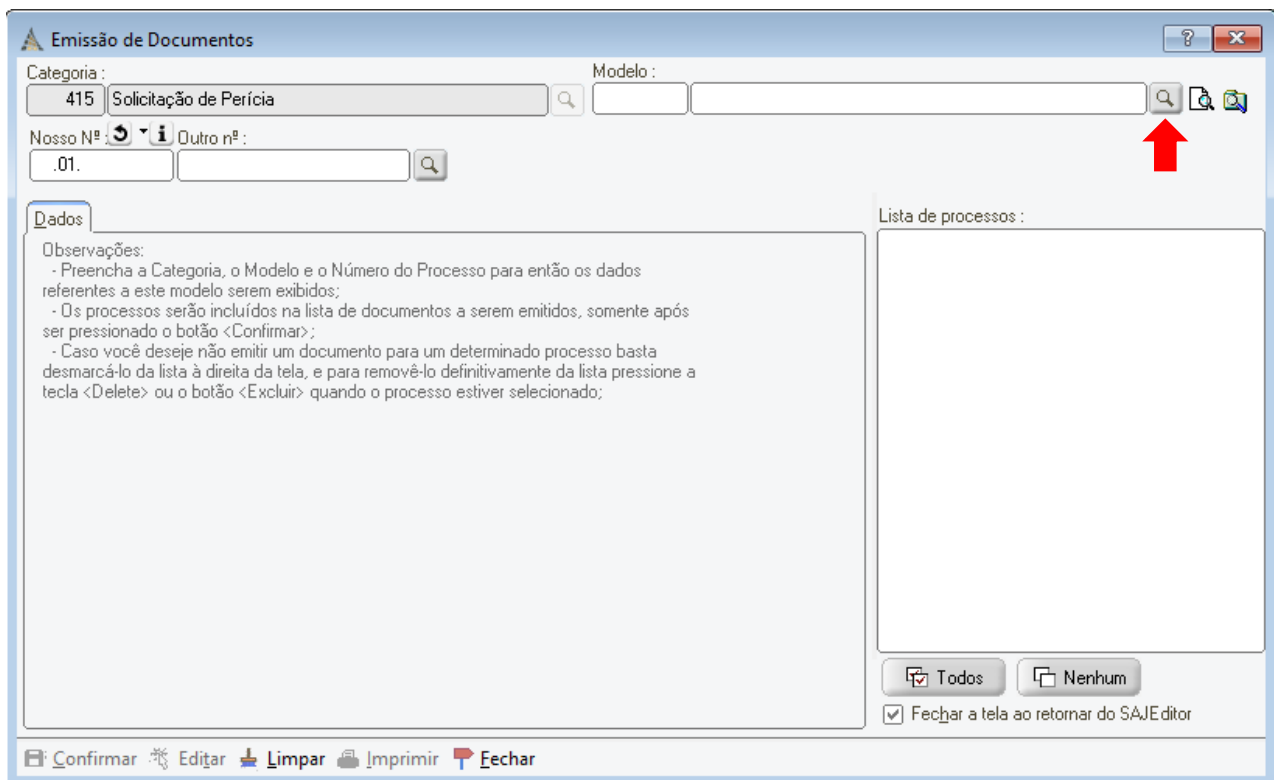 Emissão de Documentos
Categoria :
Modelo :
415 Solicitação de Perícia
Nosso Nº :
Outro nº :
.01.
Dados
Lista de processos :
Observações:
- Preencha a Categoria, o Modelo e o Número do Processo para então os dados
referentes a este modelo serem exibidos;
- Os processos serão incluídos na lista de documentos a serem emitidos, somente após
ser pressionado o botão <Confirmar>;
- Caso você deseje não emitir um documento para um determinado processo basta
desmarcá-lo da lista à direita da tela, e para removê-lo definitivamente da lista pressione a
tecla <Delete> ou o botão <Excluir> quando o processo estiver selecionado;
Todos Nenhum
Fechar a tela ao retornar do SAJEditor
Confirmar Editar Limpar Imprimir Fechar